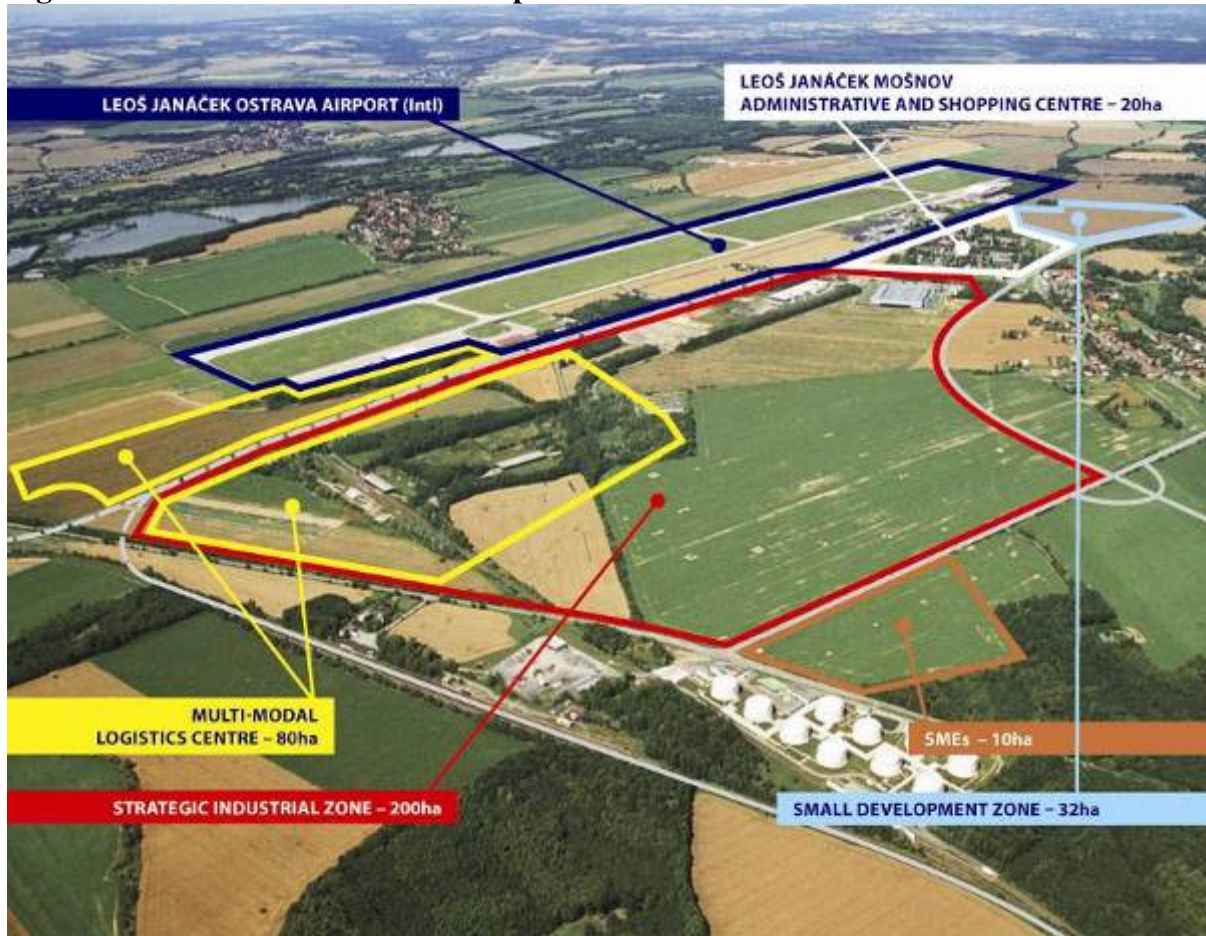 LEOŠ JANÁČEK OSTRAVA AIRPORT (Intl)
LEOŠ JANÁČEK MOŠNOV
ADMINISTRATIVE AND SHOPPING CENTRE – 20ha
MULTI-MODAL
LOGISTICS CENTRE – 80ha
SMEs – 10ha
STRATEGIC INDUSTRIAL ZONE – 200ha
SMALL DEVELOPMENT ZONE – 32ha